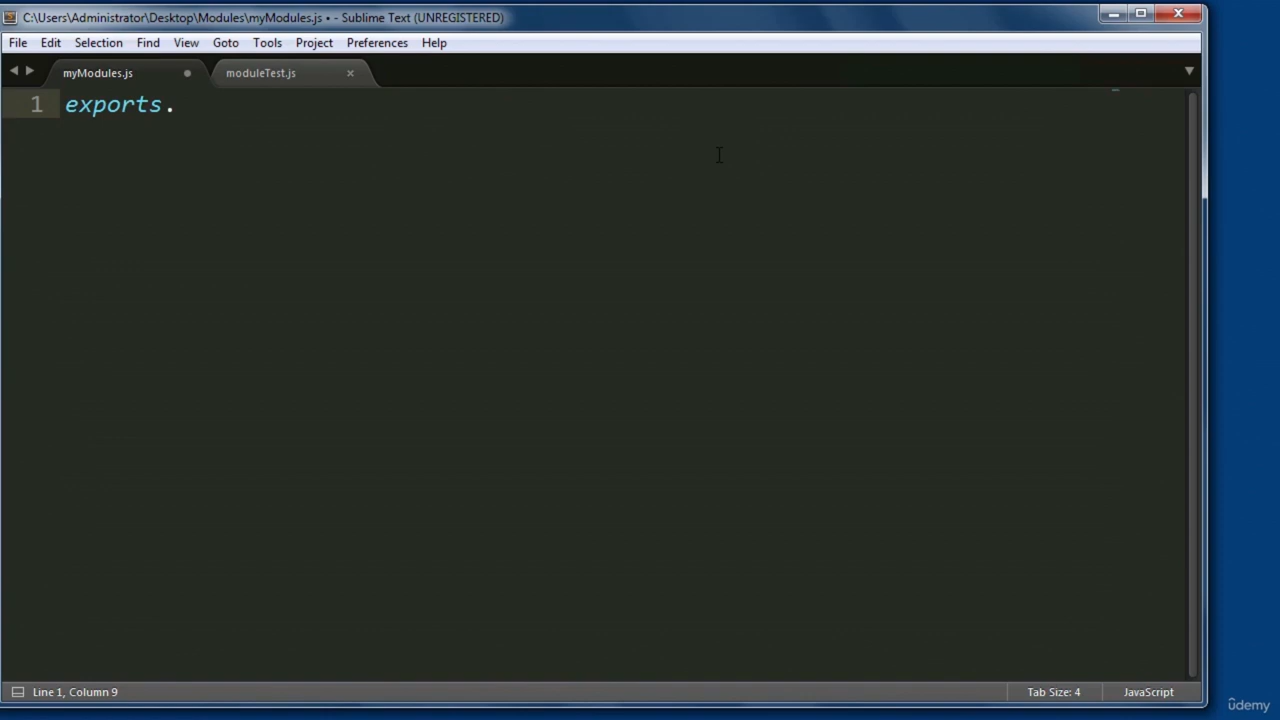 C:\Users\Administrator\Desktop\Modules\myModules.js • - Sublime Text (UNREGISTERED)
File Edit Selection Find View Goto Tools Project Preferences Help
myModules.js moduleTest.js
1 exports.
Line 1, Column 9 Tab Size: 4 JavaScript
ûdemy